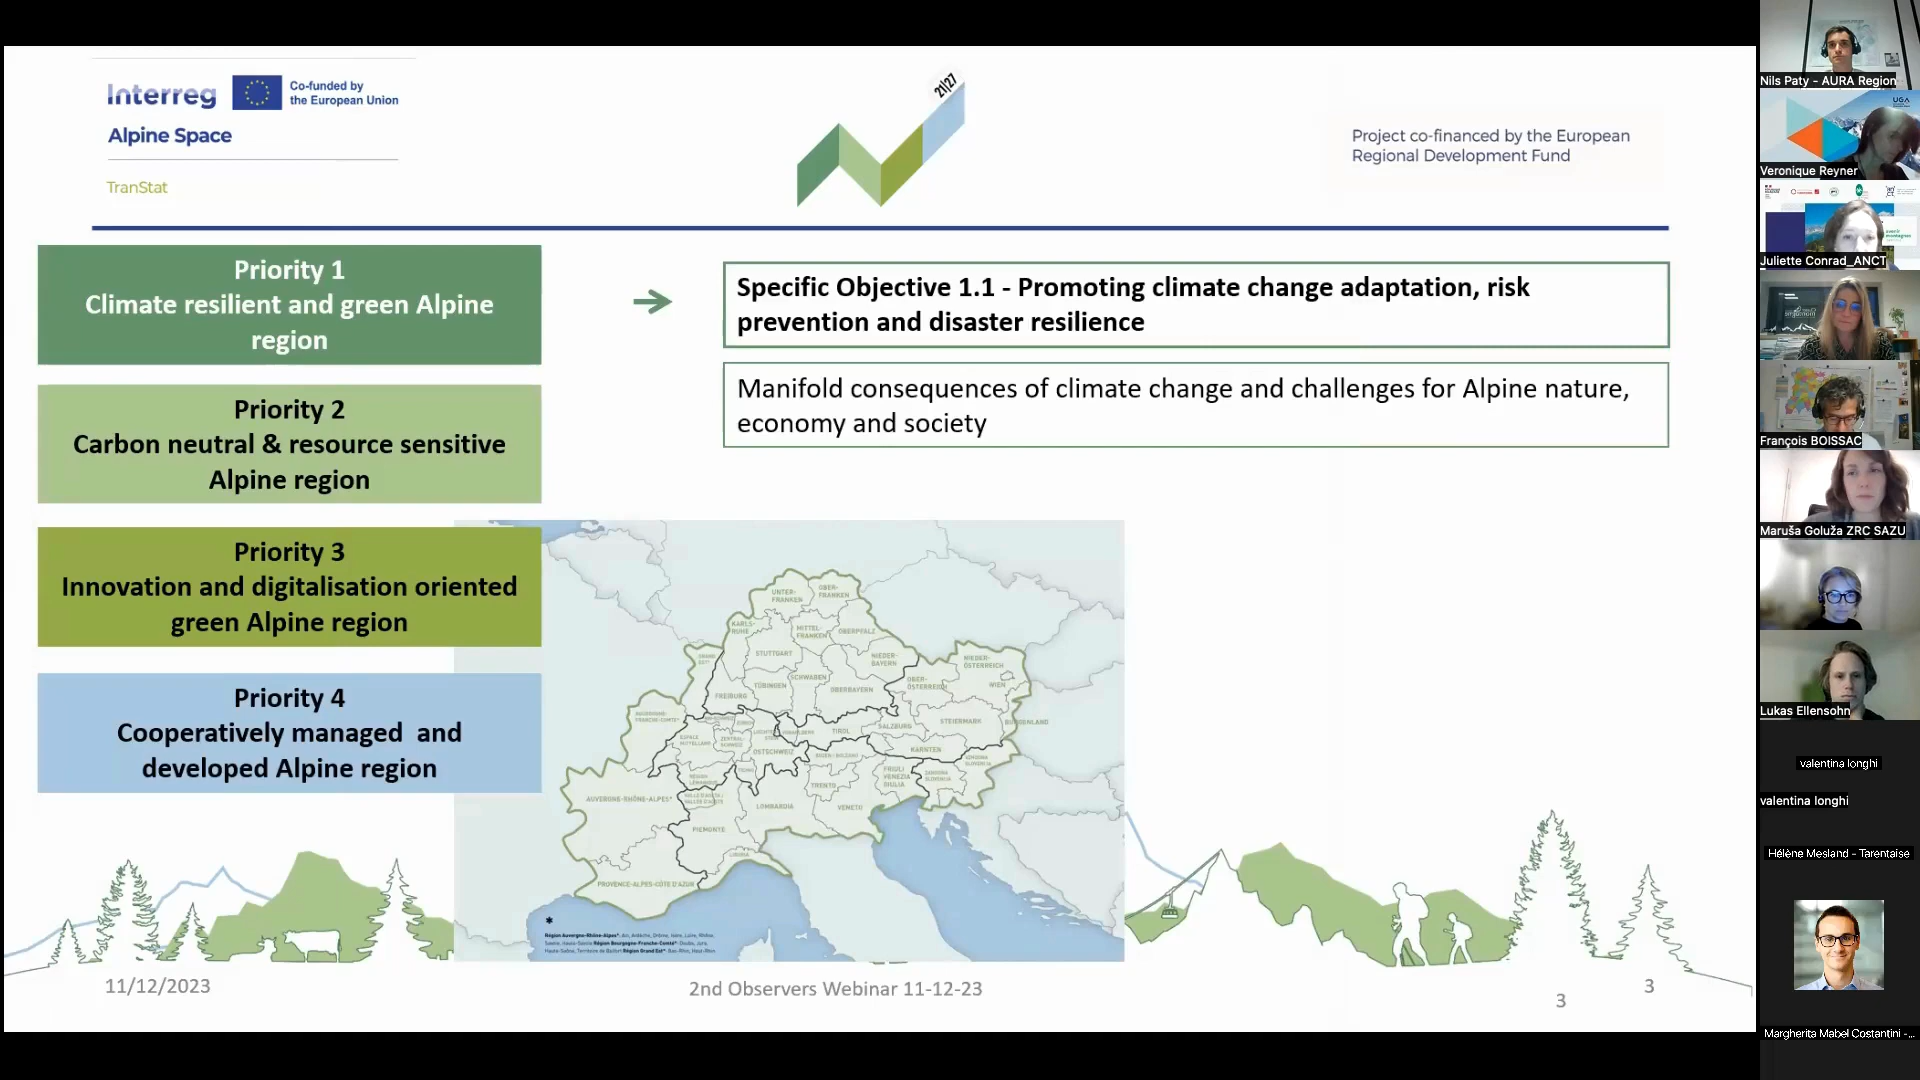 Interreg
Co-funded by
the European Union
Alpine Space
TranStat
21|27
Project co-financed by the European
Regional Development Fund
Priority 1
Climate resilient and green Alpine
region
Specific Objective 1.1 - Promoting climate change adaptation, risk
prevention and disaster resilience
Manifold consequences of climate change and challenges for Alpine nature,
economy and society
Priority 2
Carbon neutral & resource sensitive
Alpine region
Priority 3
Innovation and digitalisation oriented
green Alpine region
Priority 4
Cooperatively managed and
developed Alpine region
UNTER-
FRANKEN
OBER-
FRANKEN
KARLS-
RUHE
MITTEL-
FRANKEN
OBERPFALZ
STUTTGART
NIEDER-
BAYERN
NIEDER-
ÖSTERREICH
SCHWABEN
TÜBINGEN
OBERBAYERN
FREIBURG
OBER-
ÖSTERREICH
WIEN
SALZBURG
STEIERMARK
BURGENLAND
TIROL
OSTSCHWEIZ
KÄRNTEN
FRIULI
VENEZIA
GIULIA
TRENTO
AUVERGNE-RHÔNE-ALPES*
LOMBARDIA
VENETO
PIEMONTE
LIGURIA
PROVENCE-ALPES-CÔTE D'AZUR
11/12/2023
2nd Observers Webinar 11-12-23
3
3
Nils Paty - AURA Region
UGA
Veronique Reyner
Juliette Conrad_ANCT
François BOISSAC
Maruša Goluža ZRC SAZU
Lukas Ellensohn
valentina longhi
valentina longhi
Hélène Mesland - Tarentaise
Margherita Mabel Costantini -...